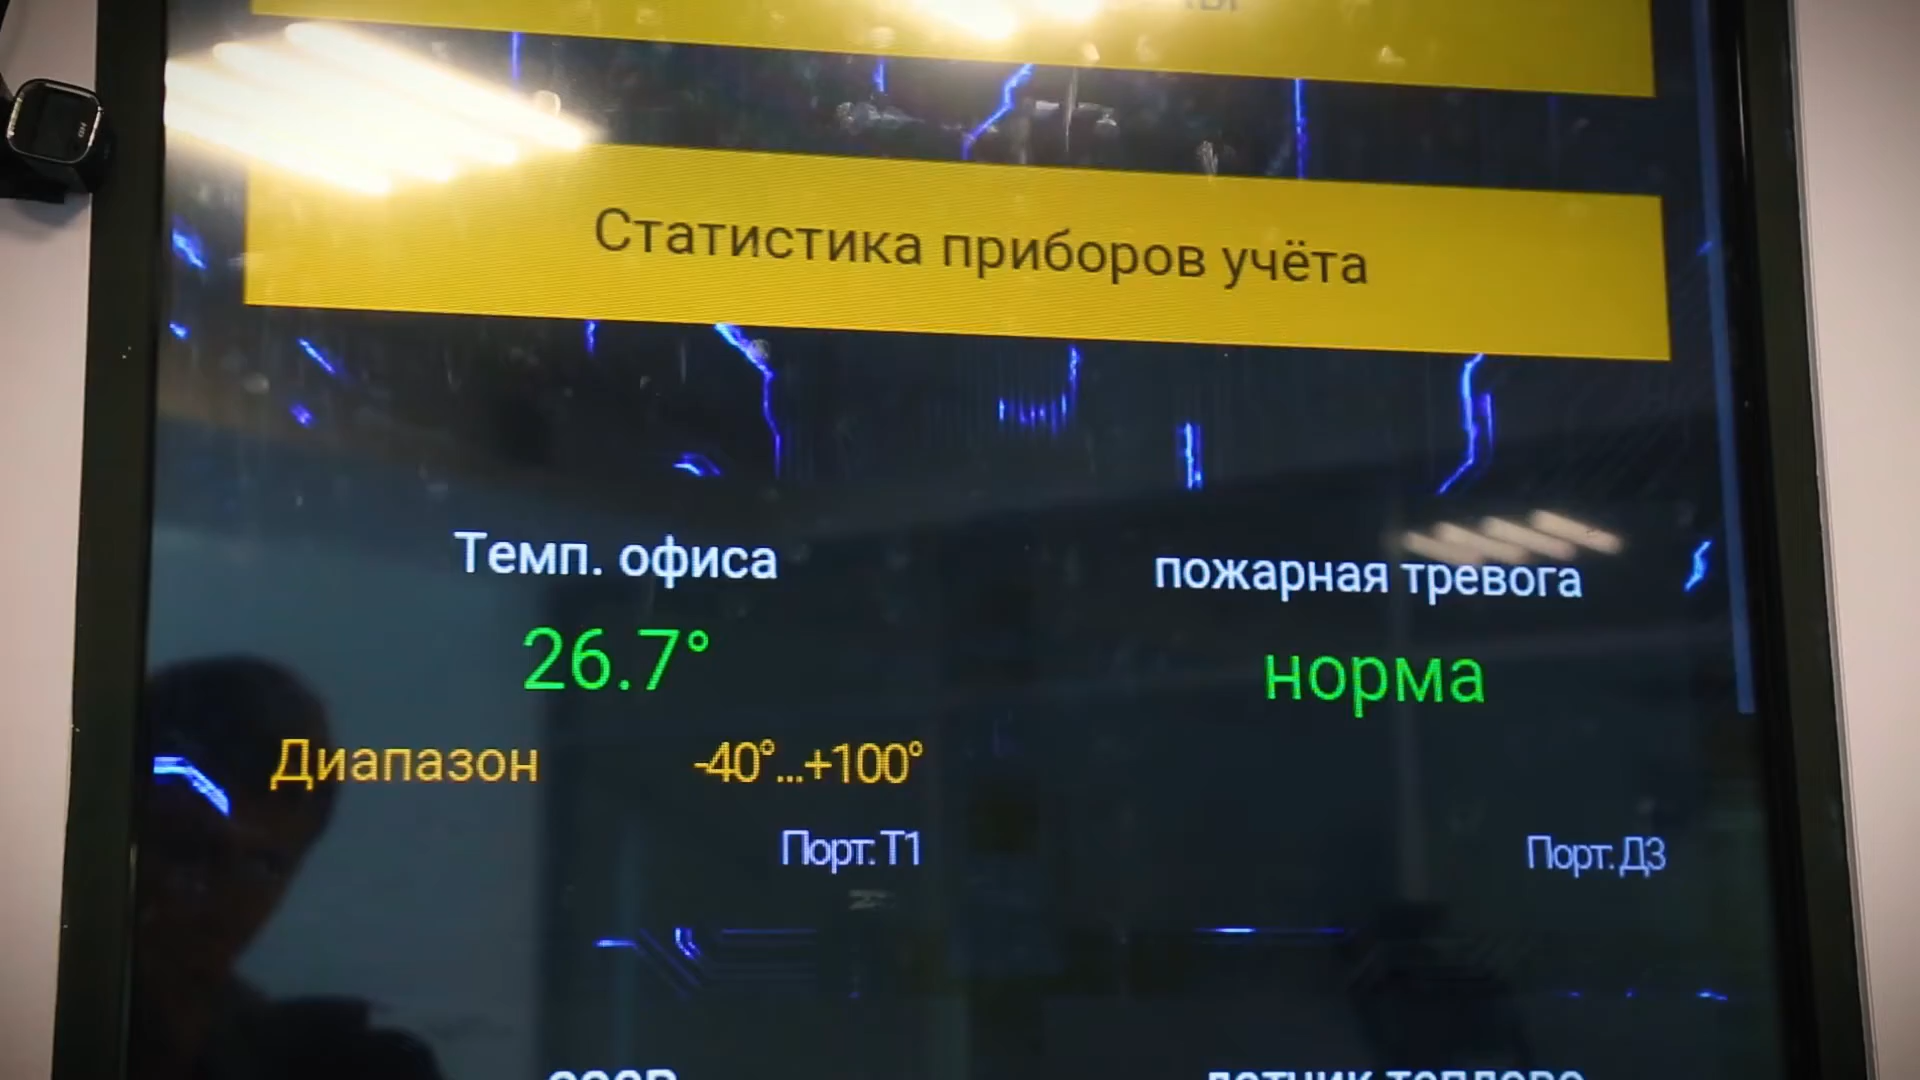 Статистика приборов учёта
Темп. офиса
26.7°
Диапазон -40°...+100°
Порт: Т1
пожарная тревога
норма
Порт: Д3